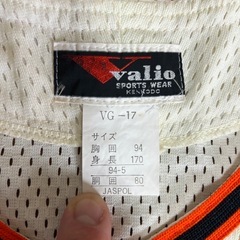 Valio
SPORTS WEAR
KENKODO
VG-17
サイズ
胸囲 94
身長 170
94-5
胴囲 80
JASPOL